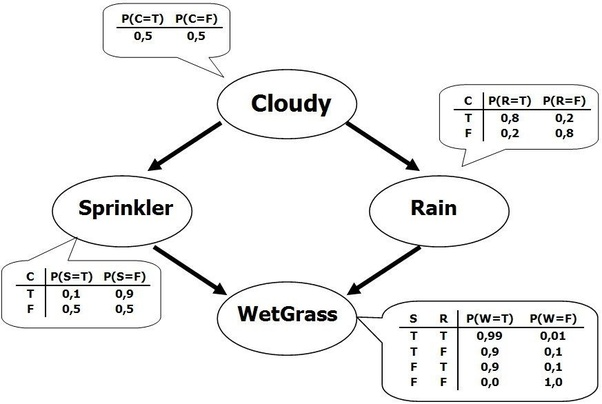 P(C=T) P(C=F)
0,5 0,5
Cloudy
C P(R=T) P(R=F)
T 0,8 0,2
F 0,2 0,8
Sprinkler
Rain
C P(S=T) P(S=F)
T 0,1 0,9
F 0,5 0,5
WetGrass
S R P(W=T) P(W=F)
T T 0,99 0,01
T F 0,9 0,1
F T 0,9 0,1
F F 0,0 1,0